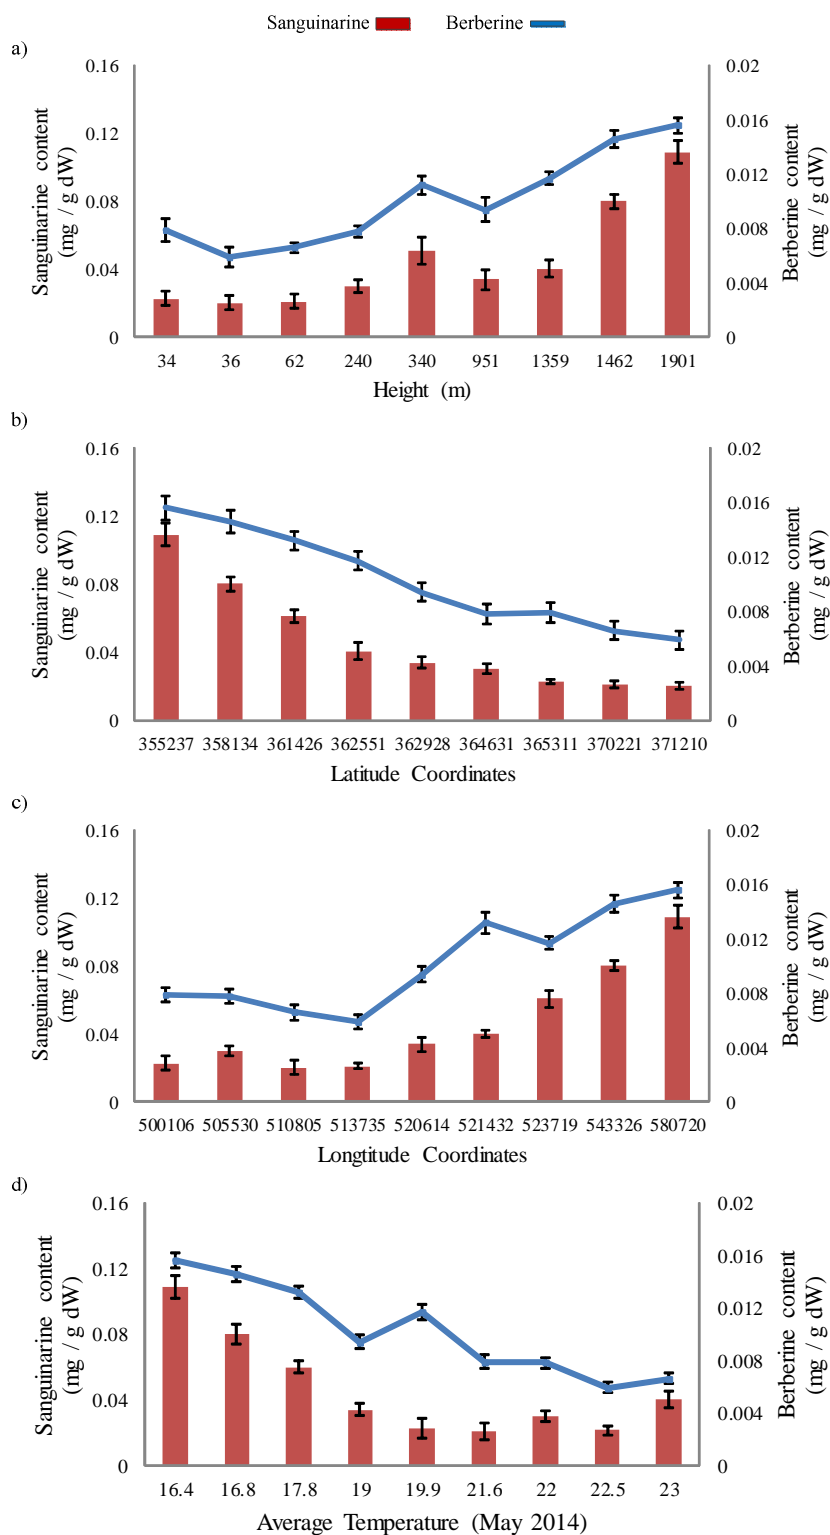 Sanguinarine Berberine
a)
Sanguinarine content
(mg / g dW)
0.16
0.12
0.08
0.04
0
0.02
0.016
0.012
0.008
0.004
0
Berberine content
(mg / g dW)
34 36 62 240 340 951 1359 1462 1901
Height (m)
b)
Sanguinarine content
(mg / g dW)
0.16
0.12
0.08
0.04
0
0.02
0.016
0.012
0.008
0.004
0
Berberine content
(mg / g dW)
355237 358134 361426 362551 362928 364631 365311 370221 371210
Latitude Coordinates
c)
Sanguinarine content
(mg / g dW)
0.16
0.12
0.08
0.04
0
0.02
0.016
0.012
0.008
0.004
0
Berberine content
(mg / g dW)
500106 505530 510805 513735 520614 521432 523719 543326 580720
Longtitude Coordinates
d)
Sanguinarine content
(mg / g dW)
0.16
0.12
0.08
0.04
0
0.02
0.016
0.012
0.008
0.004
0
Berberine content
(mg / g dW)
16.4 16.8 17.8 19 19.9 21.6 22 22.5 23
Average Temperature (May 2014)